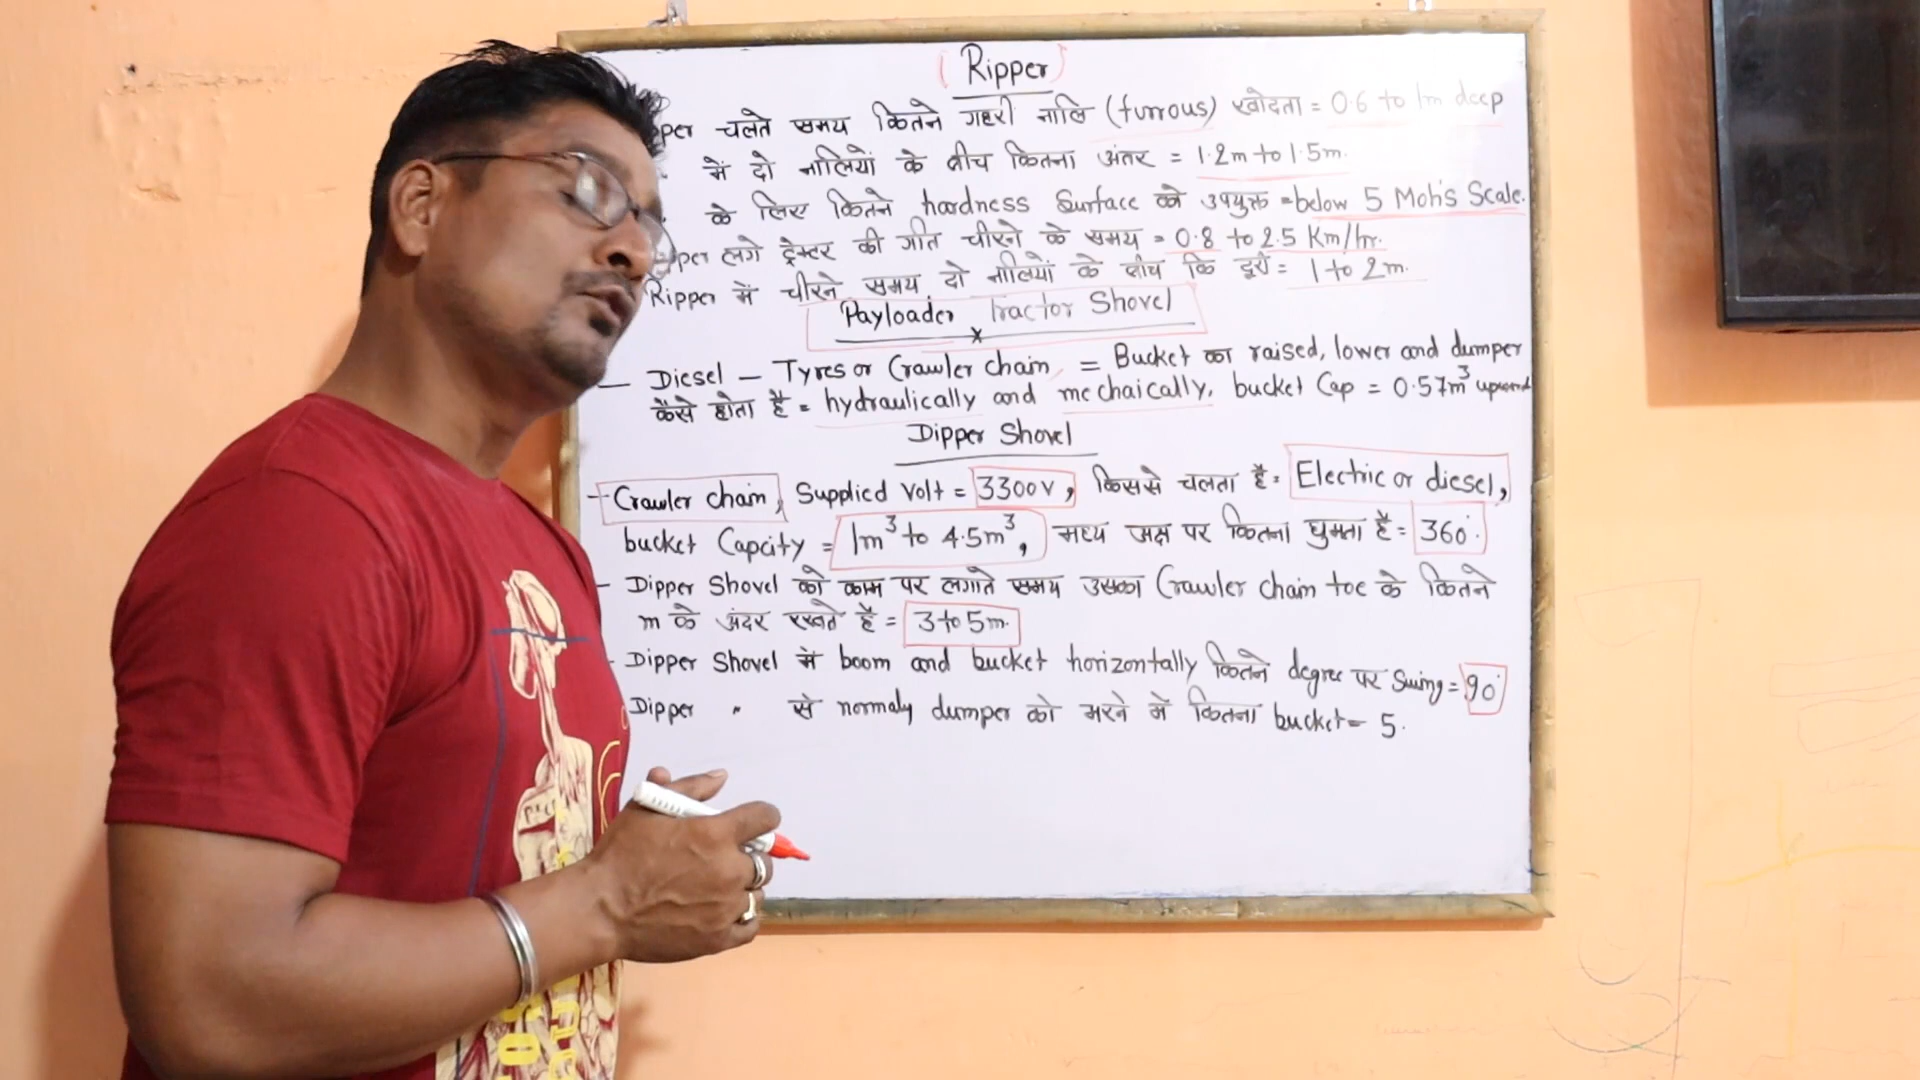 ( Ripper )
per चलते समय कितने गहरी नालि (furrous) खोदता = 0.6 to 1m deep
में दो नालियों के बीच कितना अंतर = 1.2m to 1.5m.
के लिए कितने hardness Surface को उपयुक्त = below 5 Moh's Scale.
per लगे ट्रेक्टर की गति चीरने के समय = 0.8 to 2.5 Km/hr.
Ripper में चीरने समय दो नालियों के बीच कि दूरी = 1 to 2m.
Payloader Tractor Shovel
x
— Diesel — Tyres or Crawler chain = Bucket का raised, lower and dumper
कैसे होता है = hydraulically and mechaically, bucket Cap = 0.57m³
Dipper Shovel
- Crawler chain, Supplied Volt = 3300V, किससे चलता है = Electric or diesel,
bucket Capcity = 1m³ to 4.5m³, मध्य अक्ष पर कितना घुमता है = 360°.
- Dipper Shovel को काम पर लगाते समय उसका Crawler chain toe के कितने
m के अंदर रखते है = 3 to 5m.
- Dipper Shovel में boom and bucket horizontally कितने degree पर Swing = 90°
Dipper " से normaly dumper को भरने में कितना bucket = 5.